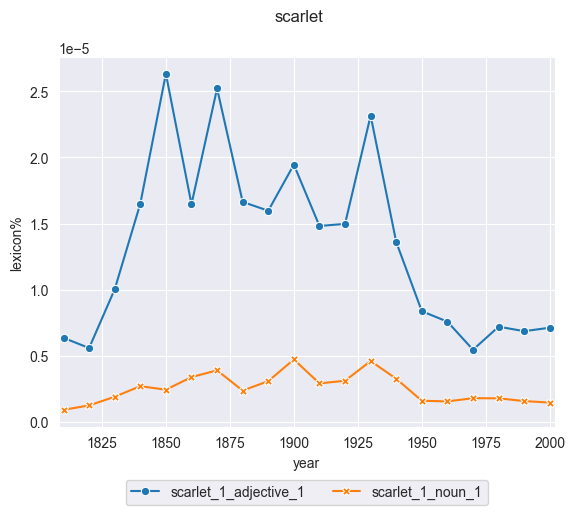 scarlet
1e−5
2.5
2.0
1.5
1.0
0.5
0.0
lexicon%
1825 1850 1875 1900 1925 1950 1975 2000
year
scarlet_1_adjective_1 scarlet_1_noun_1